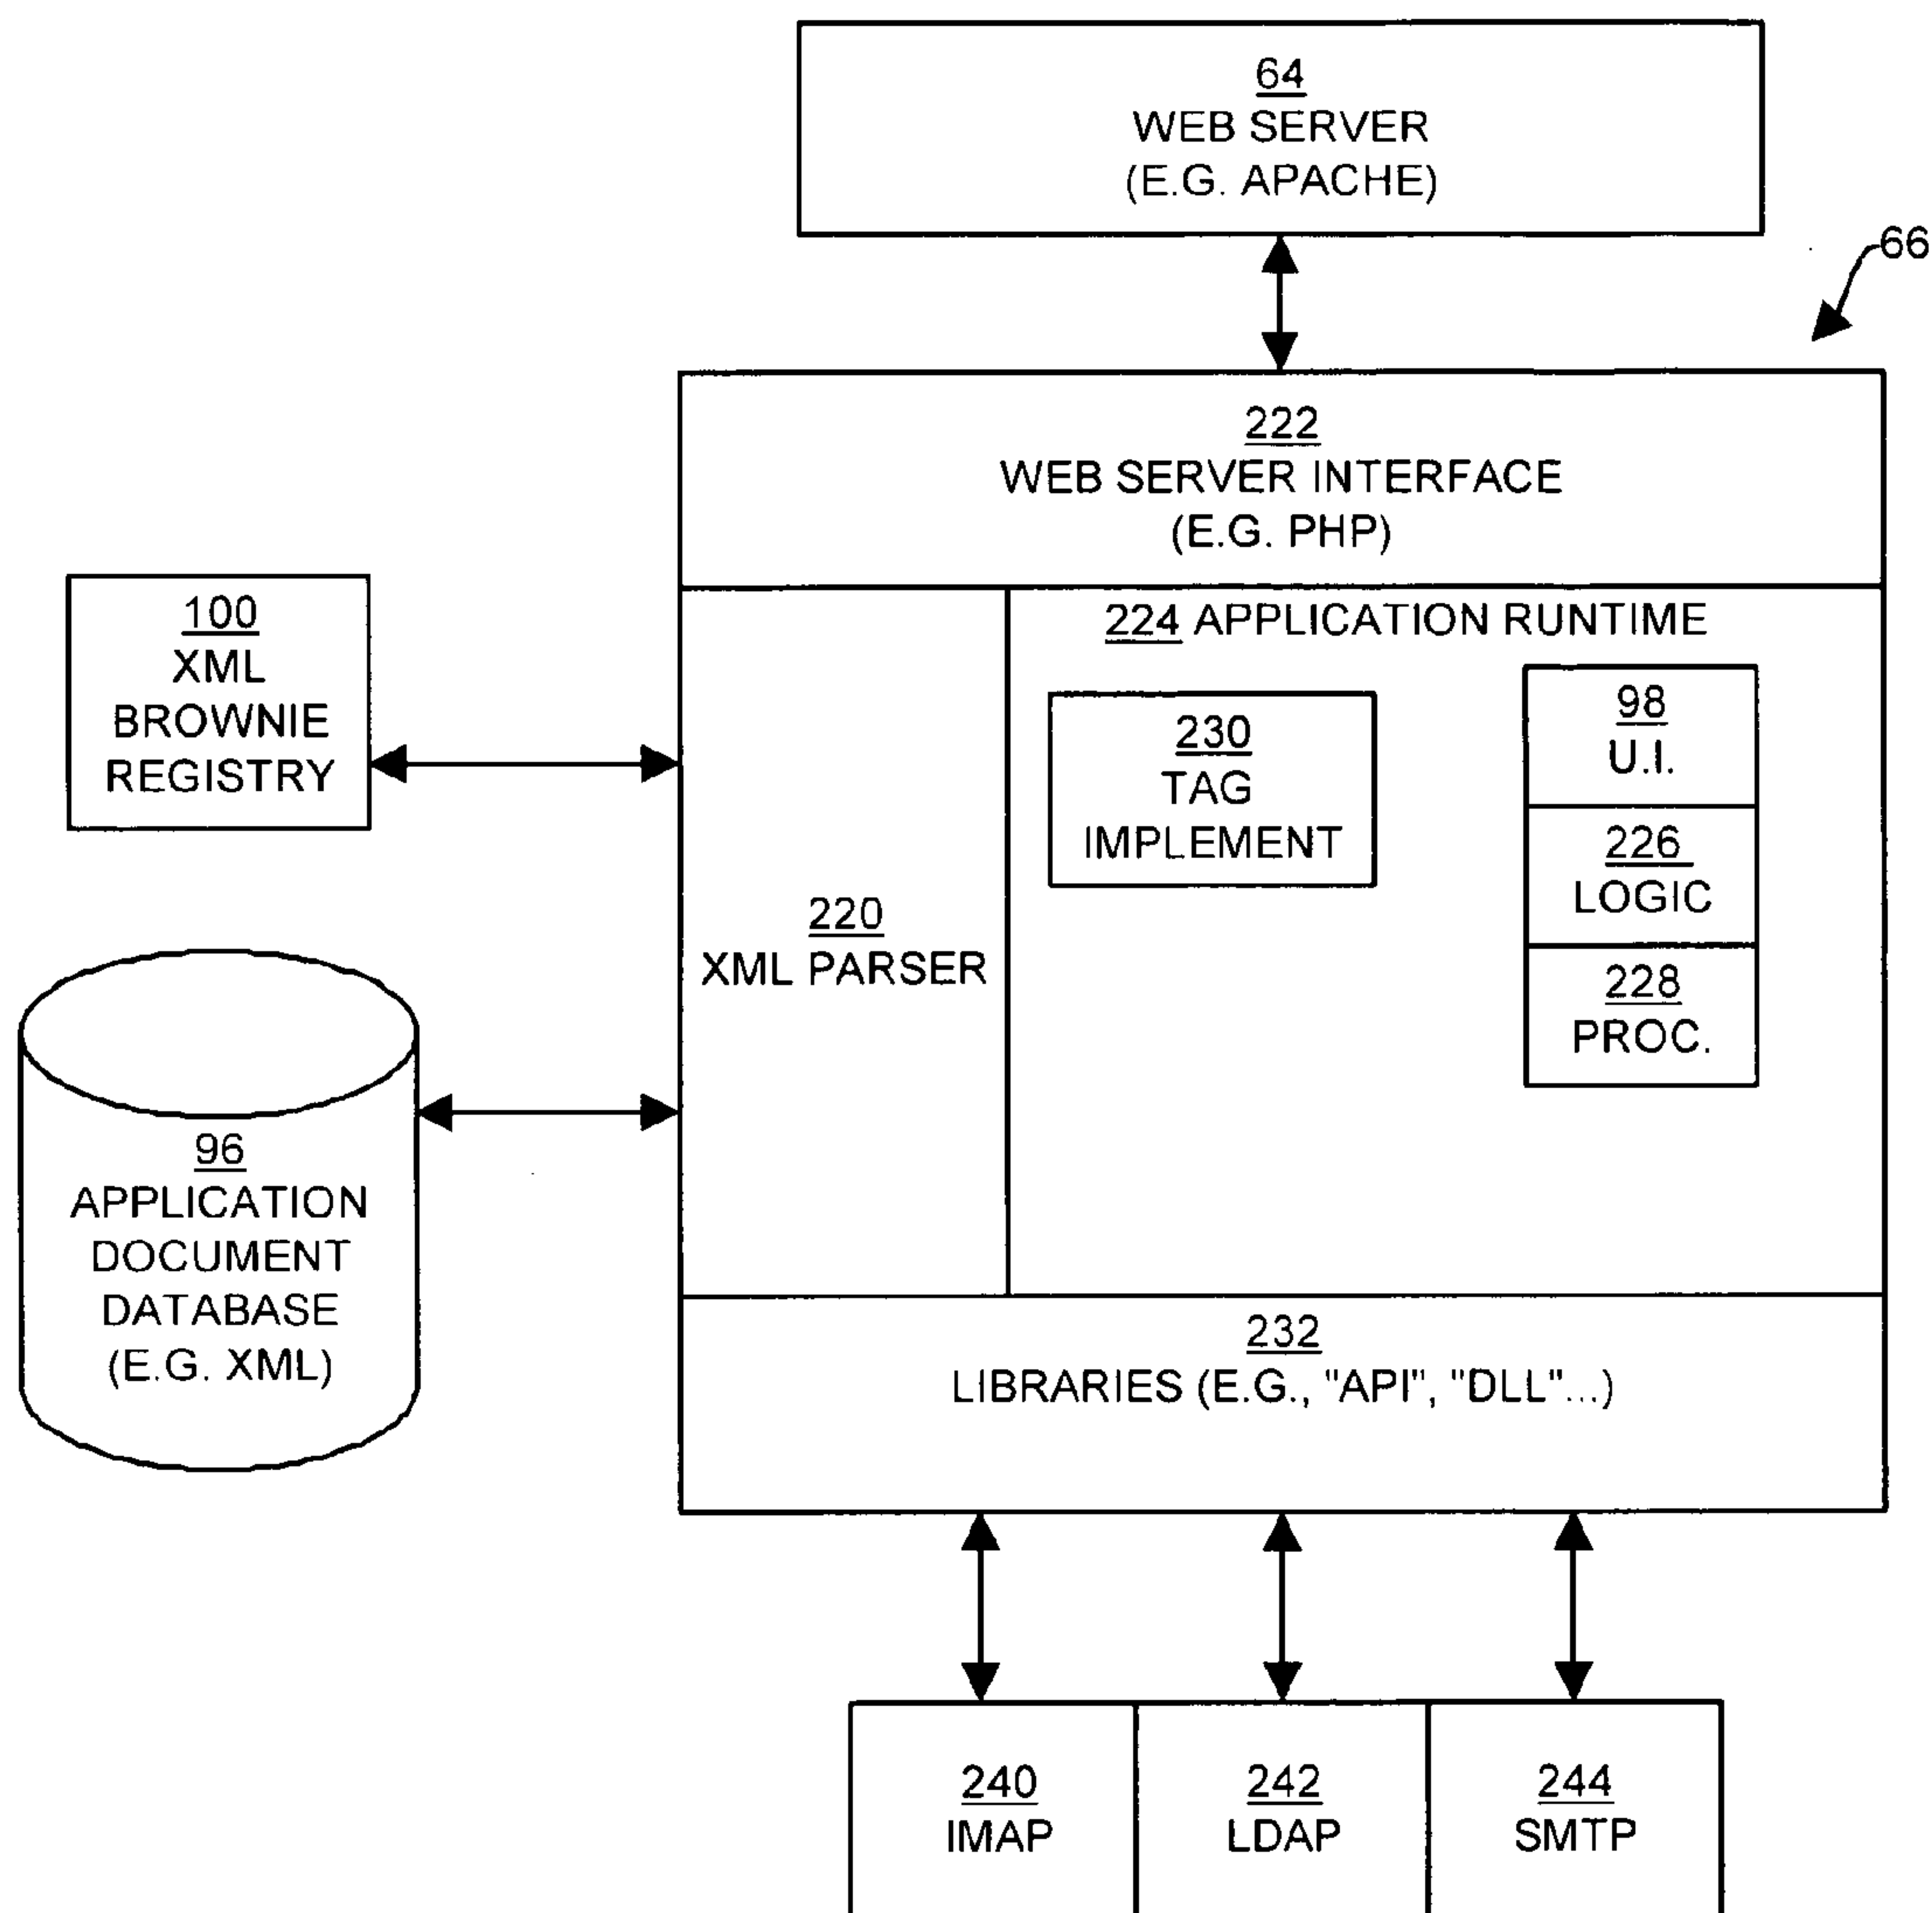 64
WEB SERVER
(E.G. APACHE)
66
222
WEB SERVER INTERFACE
(E.G. PHP)
100
XML
BROWNIE
REGISTRY
224 APPLICATION RUNTIME
230
TAG
IMPLEMENT
98
U.I.
226
LOGIC
228
PROC.
220
XML PARSER
96
APPLICATION
DOCUMENT
DATABASE
(E.G. XML)
232
LIBRARIES (E.G., "API", "DLL"...)
240
IMAP
242
LDAP
244
SMTP